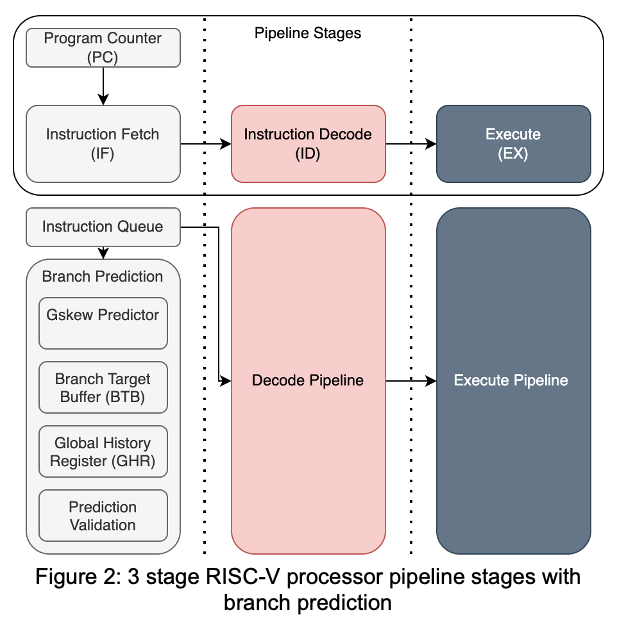 Pipeline Stages
Program Counter
(PC)
Instruction Fetch
(IF)
Instruction Decode
(ID)
Execute
(EX)
Instruction Queue
Branch Prediction
Gskew Predictor
Branch Target
Buffer (BTB)
Global History
Register (GHR)
Prediction
Validation
Decode Pipeline
Execute Pipeline
Figure 2: 3 stage RISC-V processor pipeline stages with
branch prediction